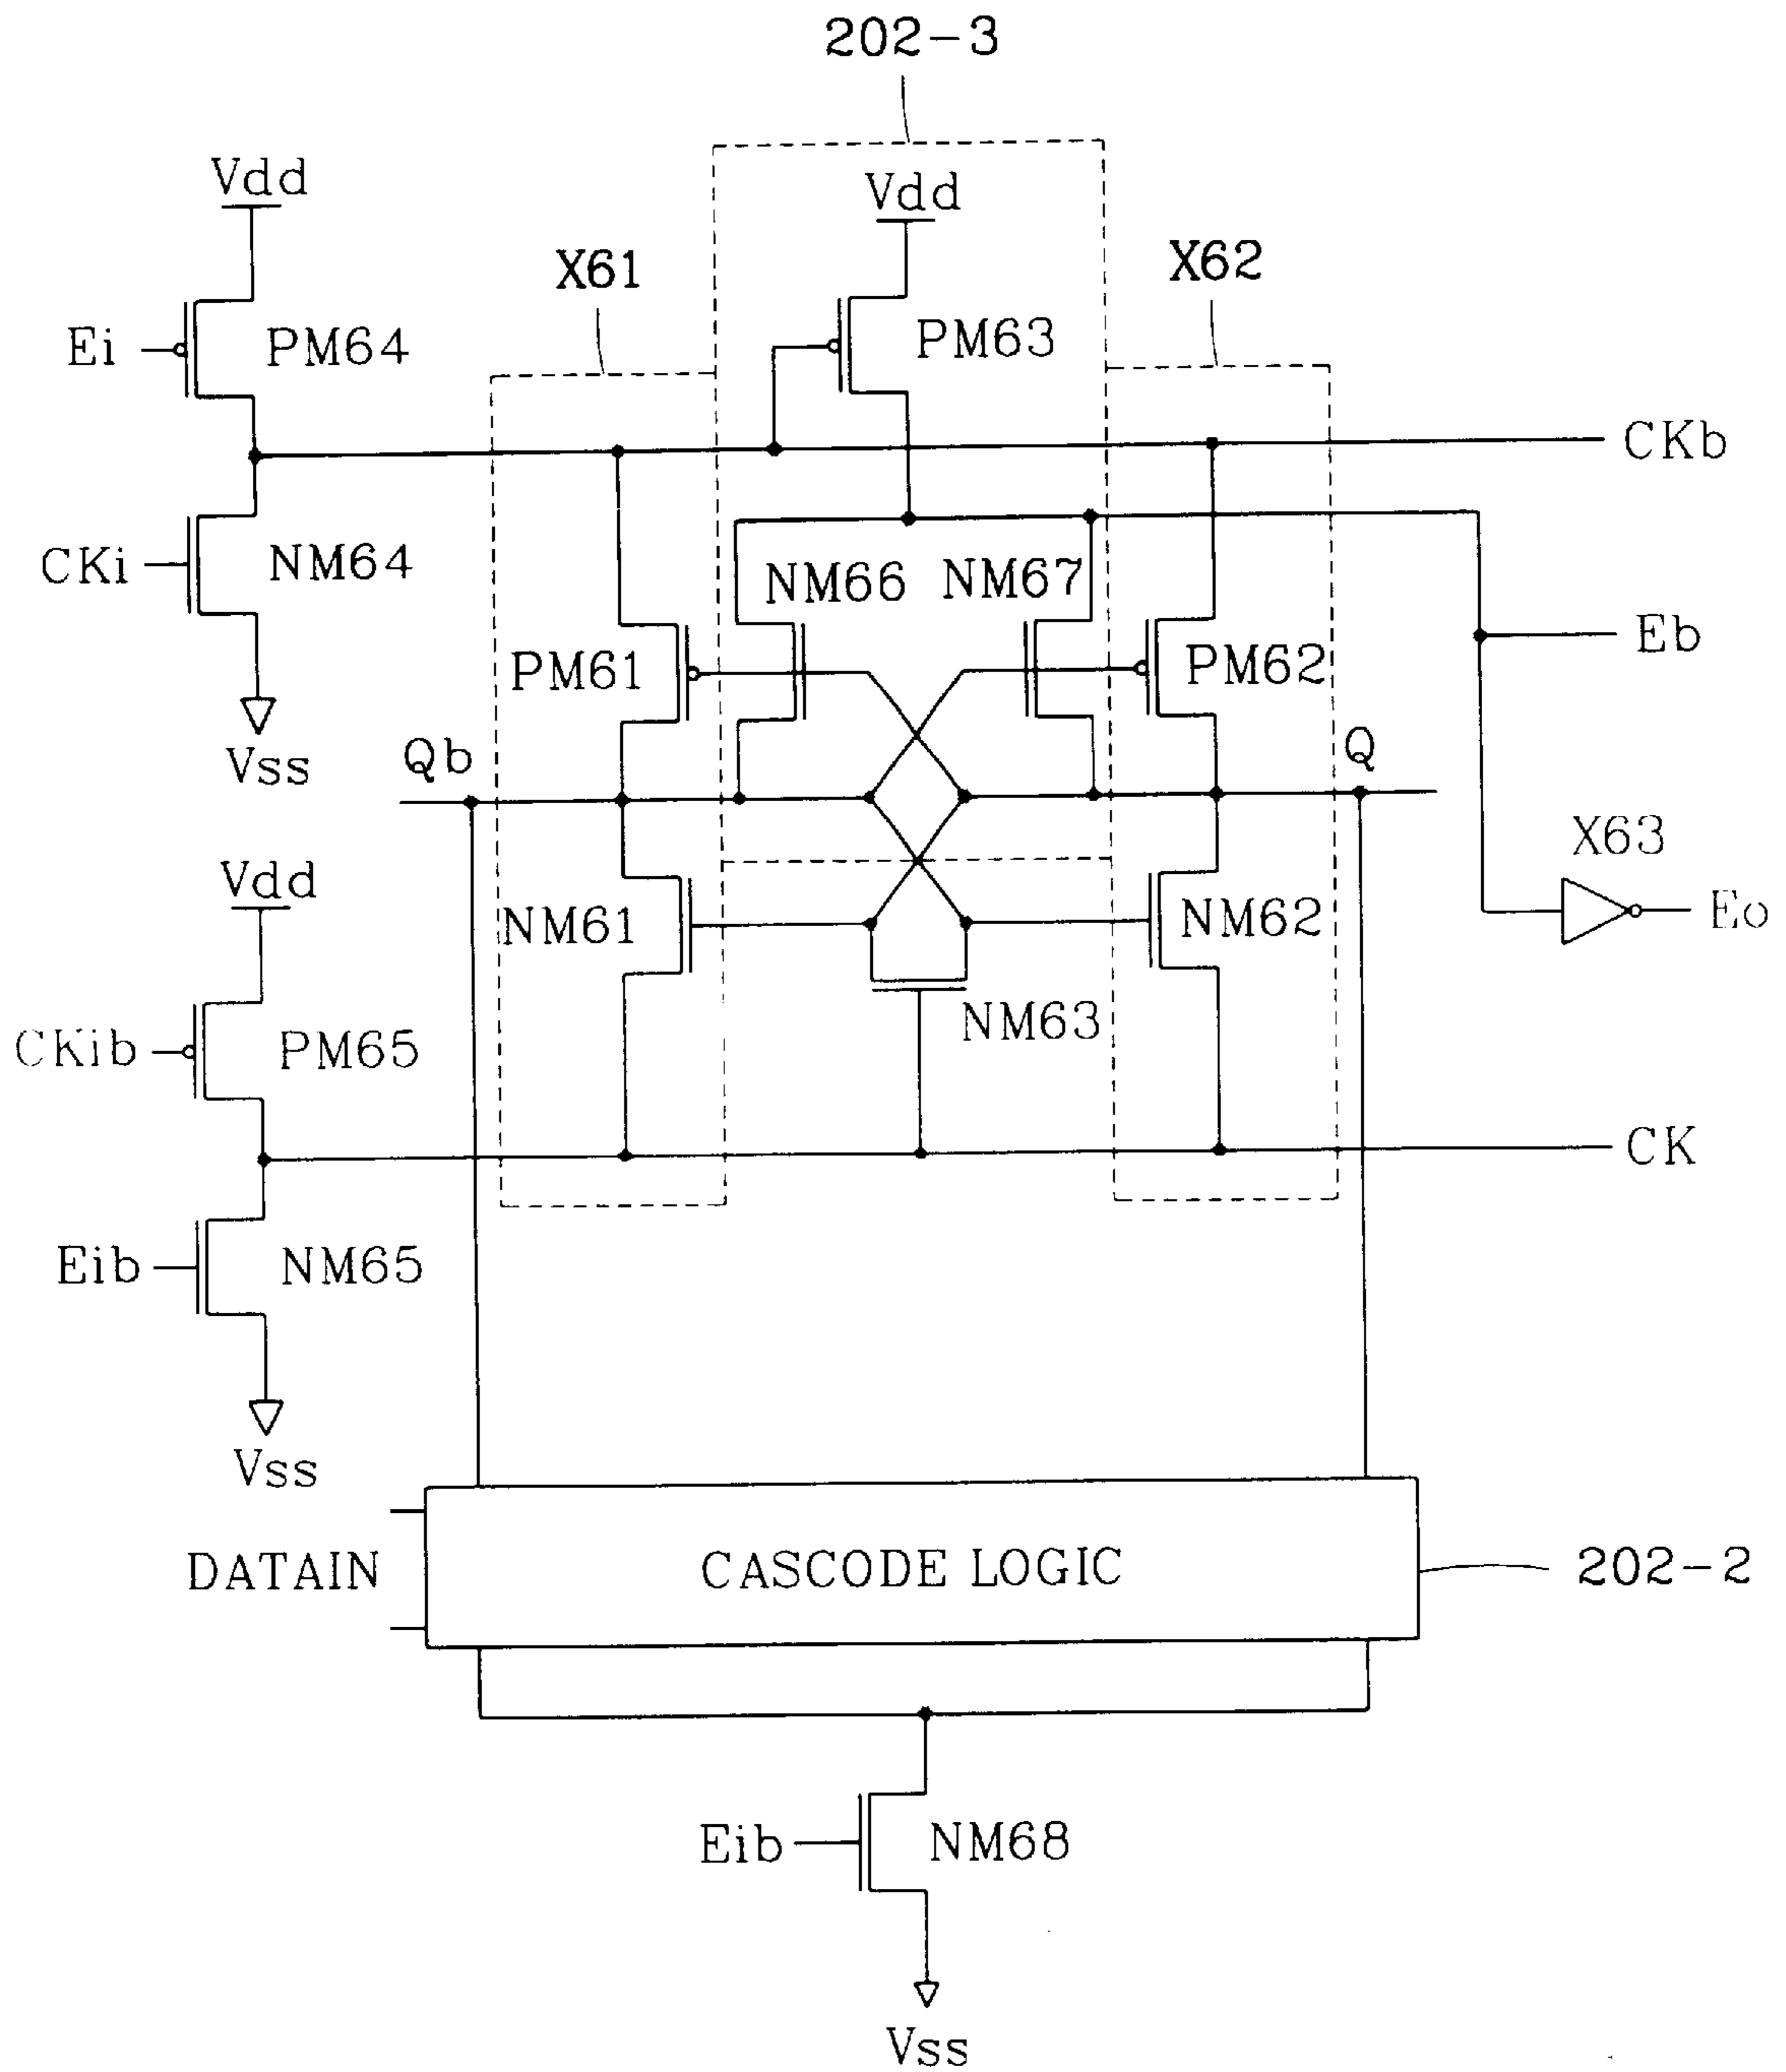 202-3
Vdd
Vdd
X61
X62
Ei
PM64
PM63
CKb
CKi
NM64
NM66
NM67
Eb
PM61
PM62
Vss
Qb
Q
X63
Vdd
NM61
NM62
Eo
CKib
PM65
NM63
CK
Eib
NM65
Vss
DATAIN
CASCODE LOGIC
202-2
Eib
NM68
Vss